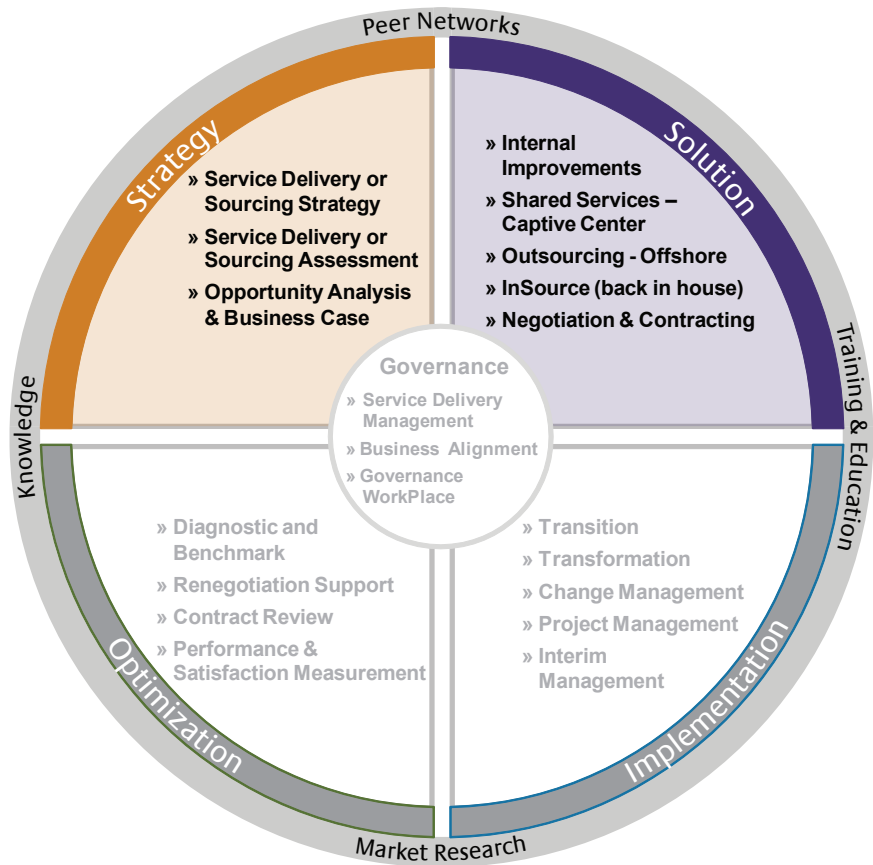 Peer Networks
Strategy
» Service Delivery or
Sourcing Strategy
» Service Delivery or
Sourcing Assessment
» Opportunity Analysis
& Business Case
Solution
» Internal
Improvements
» Shared Services –
Captive Center
» Outsourcing - Offshore
» InSource (back in house)
» Negotiation & Contracting
Knowledge
Governance
» Service Delivery
Management
» Business Alignment
» Governance
WorkPlace
Training & Education
» Diagnostic and
Benchmark
» Renegotiation Support
» Contract Review
» Performance &
Satisfaction Measurement
Optimization
» Transition
» Transformation
» Change Management
» Project Management
» Interim
Management
Implementation
Market Research